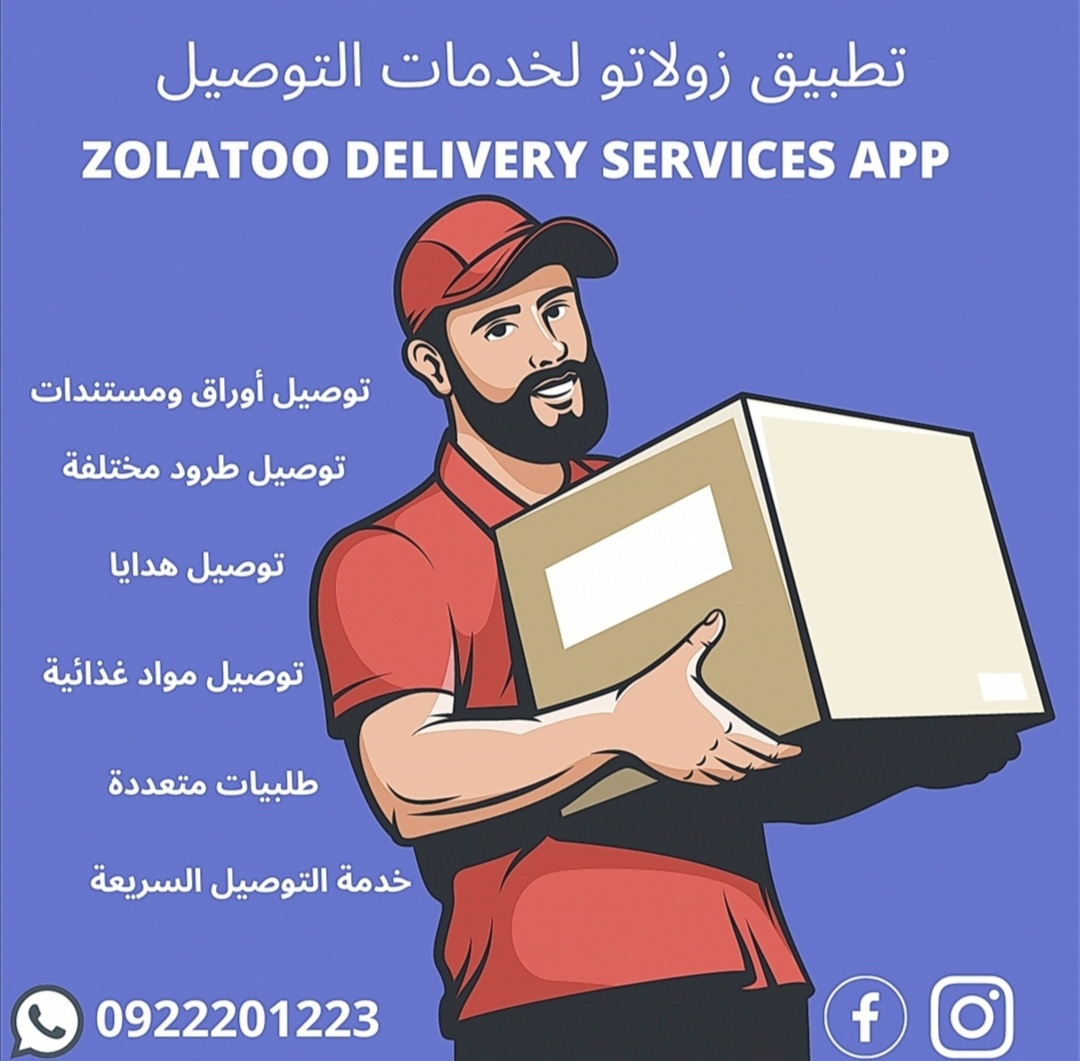 تطبيق زولاتو لخدمات التوصيل
ZOLATOO DELIVERY SERVICES APP
توصيل أوراق ومستندات
توصيل طرود مختلفة
توصيل هدايا
توصيل مواد غذائية
طلبيات متعددة
خدمة التوصيل السريعة
0922201223